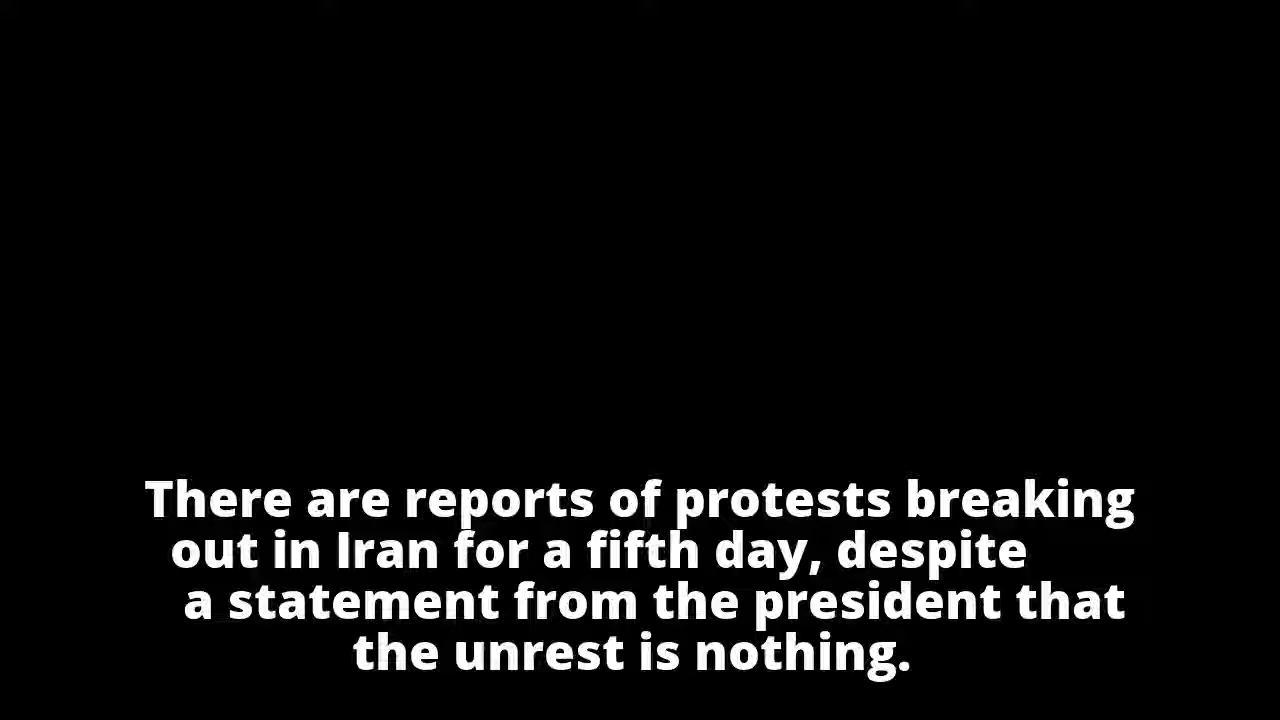 There are reports of protests breaking
out in Iran for a fifth day, despite
a statement from the president that
the unrest is nothing.